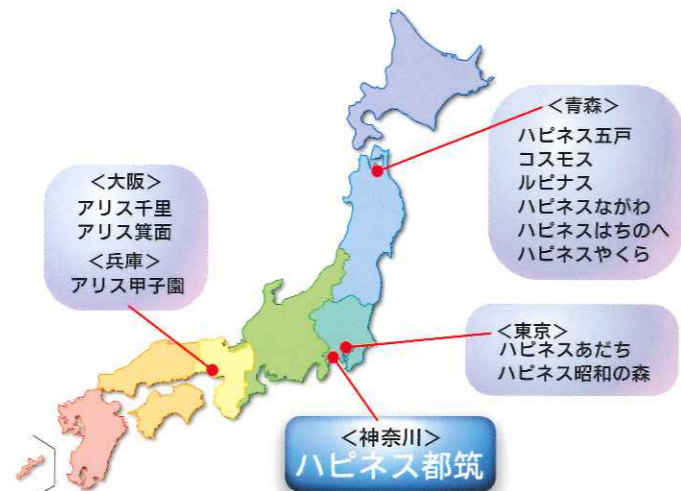 ＜青森＞
ハピネス五戸
コスモス
ルピナス
ハピネスながわ
ハピネスはちのへ
ハピネスやくら
＜大阪＞
アリス千里
アリス箕面
＜兵庫＞
アリス甲子園
＜東京＞
ハピネスあだち
ハピネス昭和の森
＜神奈川＞
ハピネス都筑